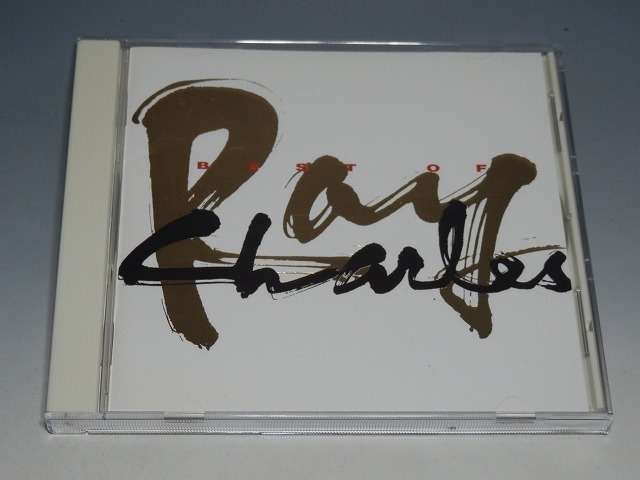 BEST OF
Ray
Charles